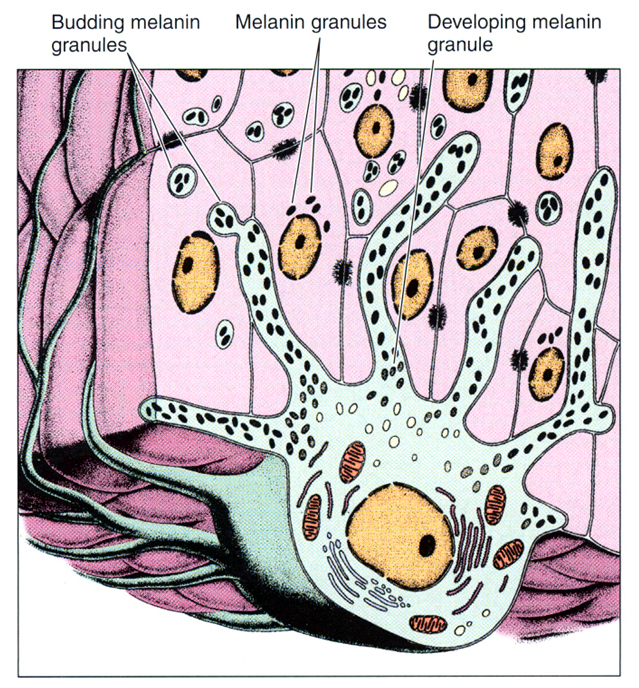 Budding melanin
granules
Melanin granules
Developing melanin
granule